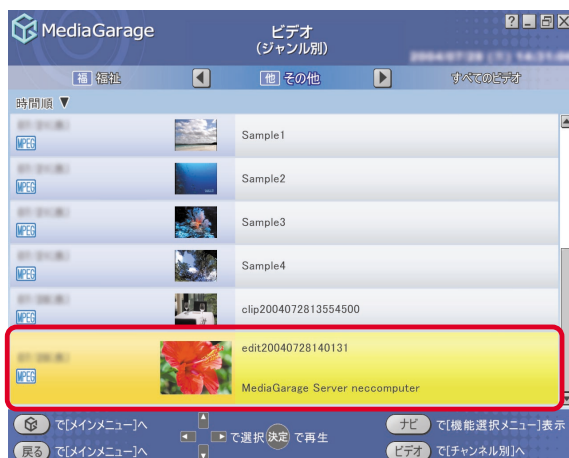 MediaGarage
ビデオ
(ジャンル別)
福 福祉
他 その他
すべてのビデオ
時間順 ▼
MPEG
Sample1
MPEG
Sample2
MPEG
Sample3
MPEG
Sample4
MPEG
clip2004072813554500
MPEG
edit20040728140131
MediaGarage Server neccomputer
で[メインメニュー]へ
戻る で[メインメニュー]へ
で選択 決定 で再生
ナビ で[機能選択メニュー]表示
ビデオ で[チャンネル別]へ